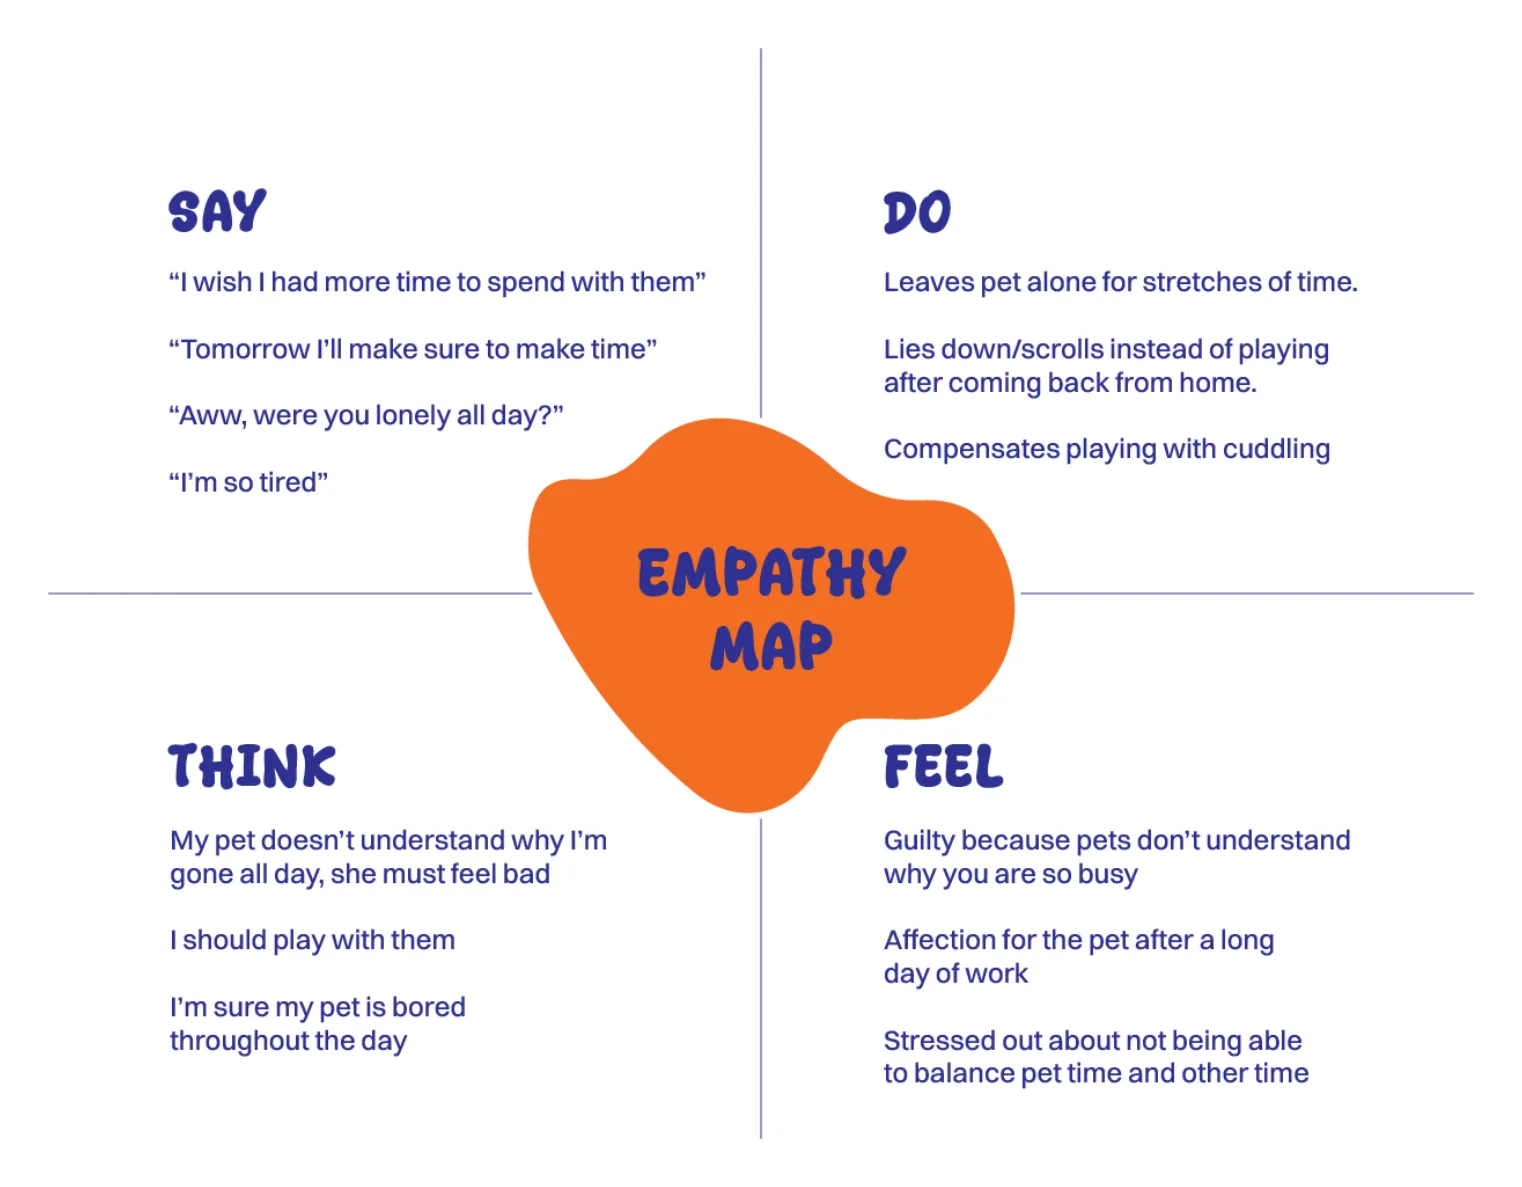 SAY
“I wish I had more time to spend with them”
“Tomorrow I’ll make sure to make time”
“Aww, were you lonely all day?”
“I’m so tired”
DO
Leaves pet alone for stretches of time.
Lies down/scrolls instead of playing
after coming back from home.
Compensates playing with cuddling
EMPATHY
MAP
THINK
My pet doesn’t understand why I’m
gone all day, she must feel bad
I should play with them
I’m sure my pet is bored
throughout the day
FEEL
Guilty because pets don’t understand
why you are so busy
Affection for the pet after a long
day of work
Stressed out about not being able
to balance pet time and other time